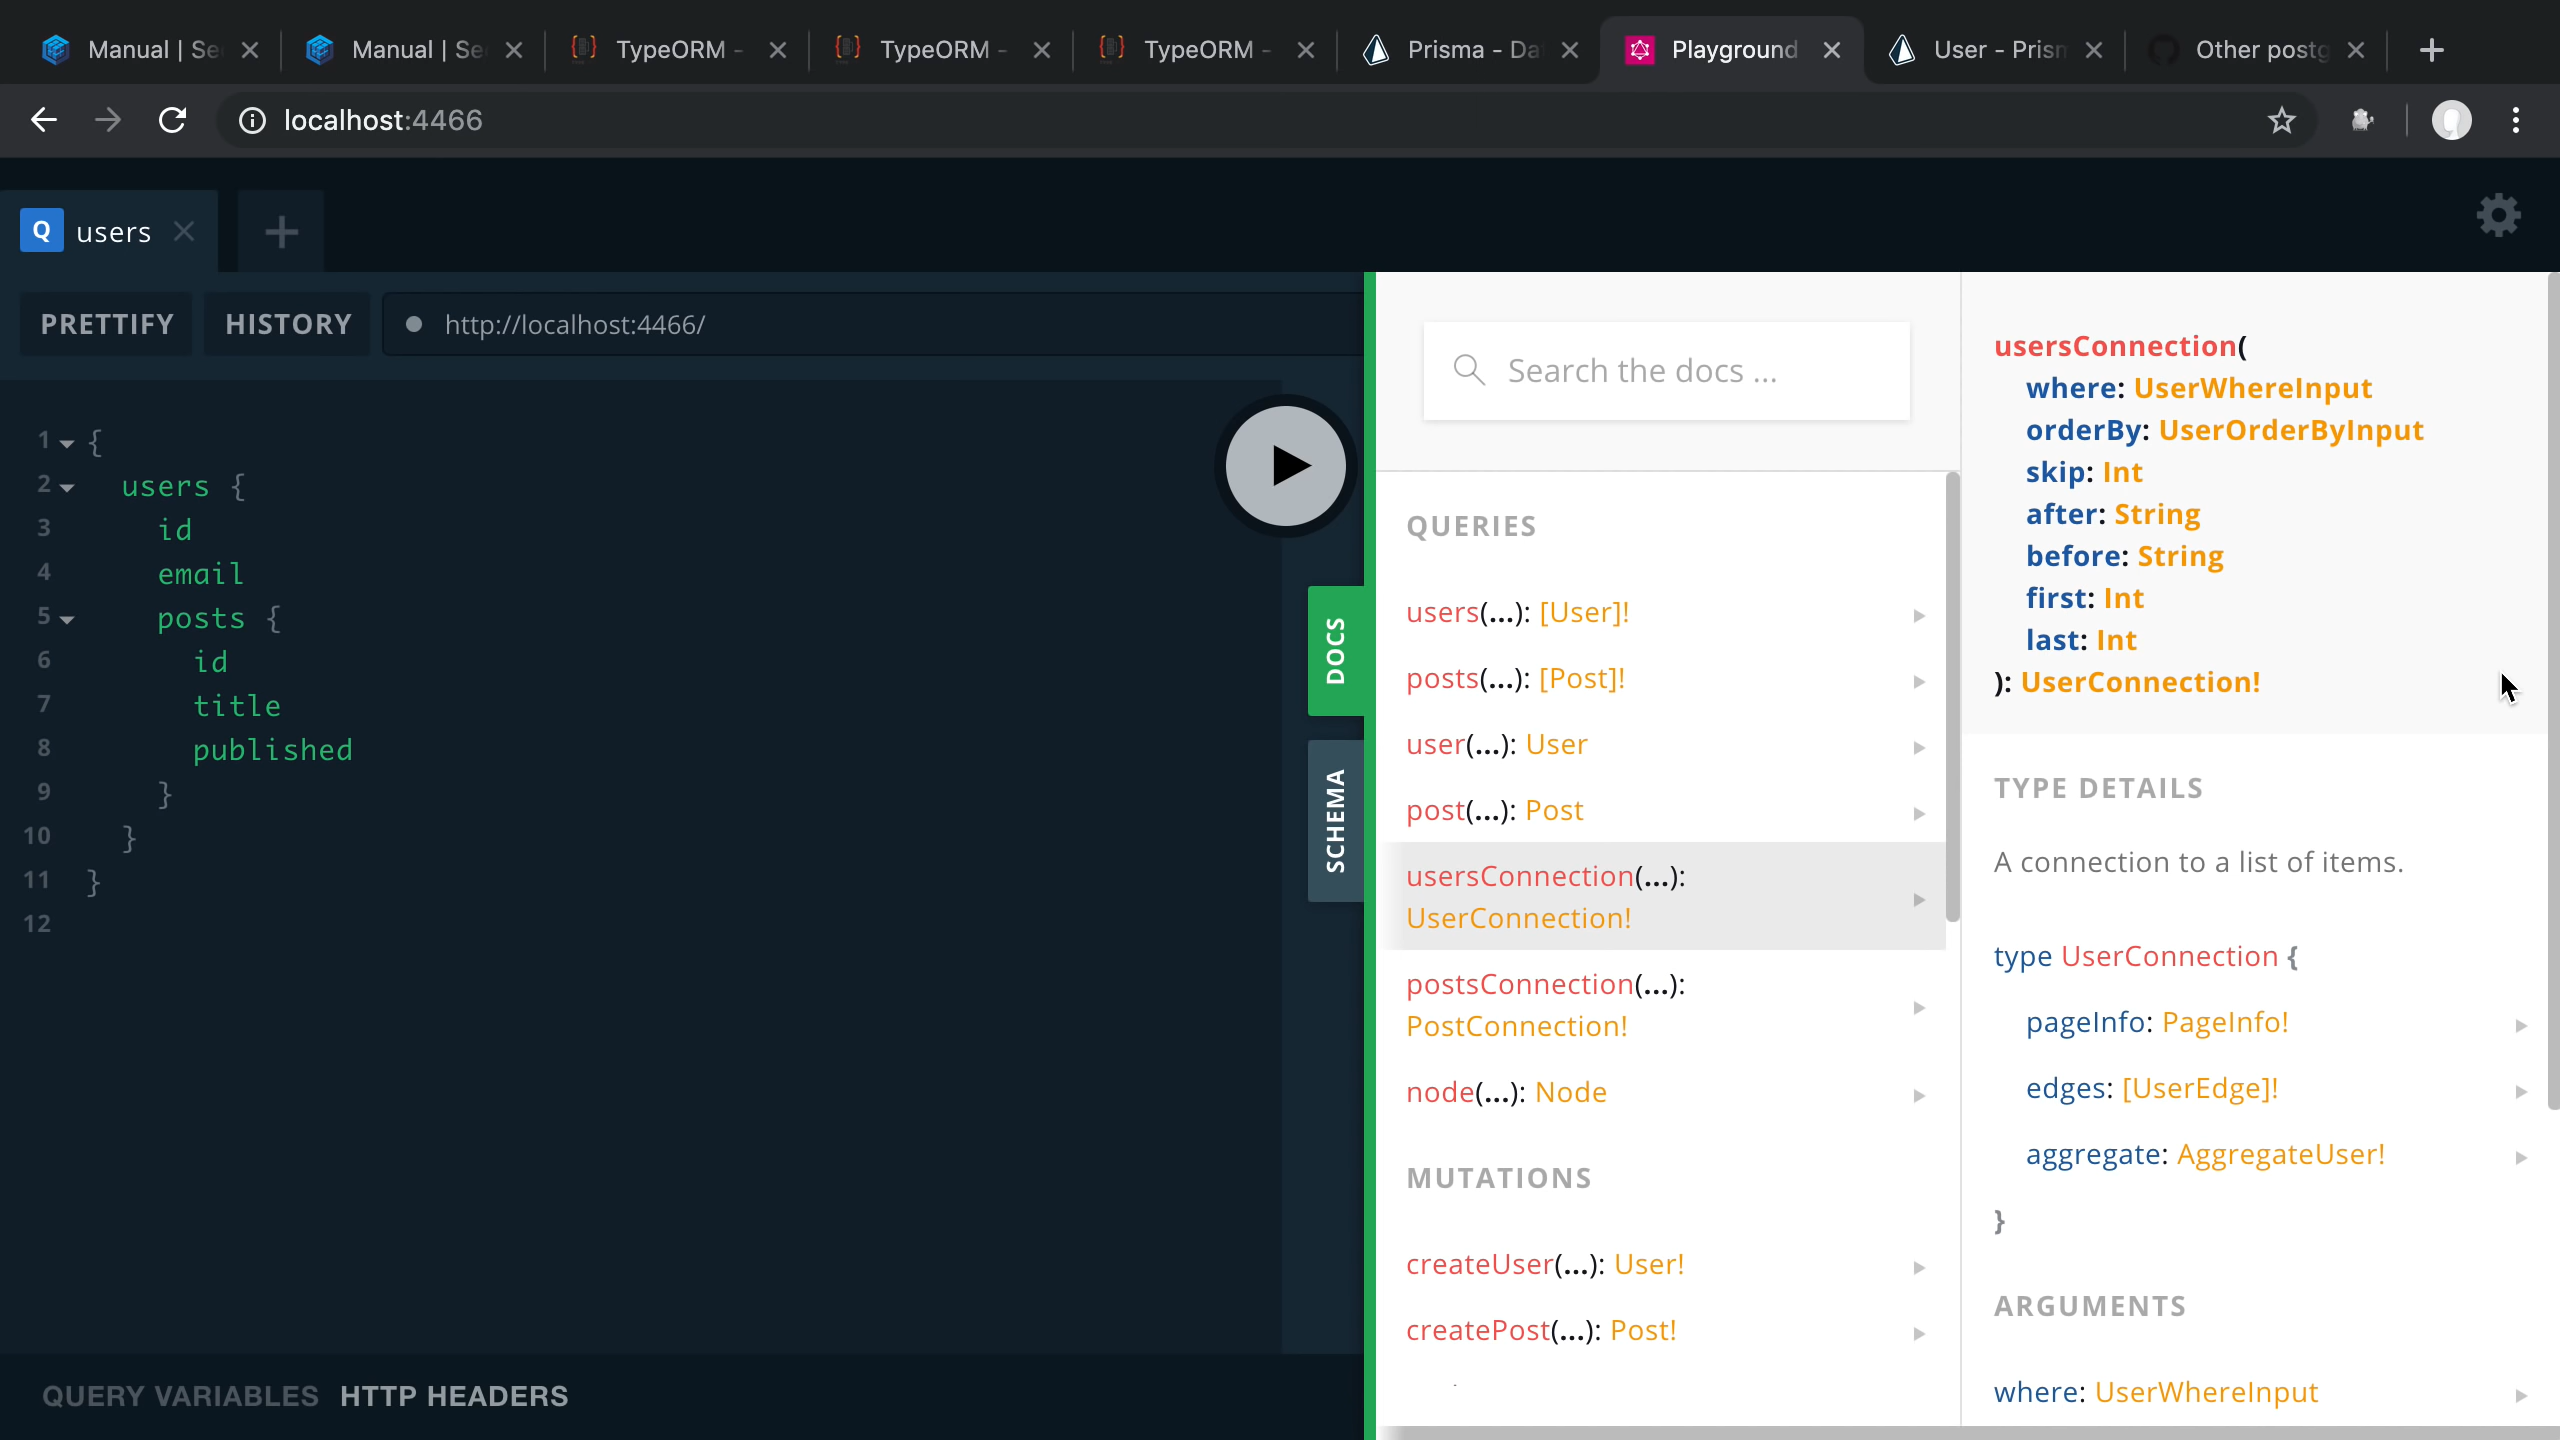 Manual | Se
Manual | Se
TypeORM -
TypeORM -
TypeORM -
Prisma - Da
Playground
User - Prism
Other postg
localhost:4466
Q users
PRETTIFY
HISTORY
http://localhost:4466/
1 {
2 users {
3 id
4 email
5 posts {
6 id
7 title
8 published
9 }
10 }
11 }
12
QUERY VARIABLES HTTP HEADERS
DOCS
SCHEMA
Search the docs ...
QUERIES
users(...): [User]!
posts(...): [Post]!
user(...): User
post(...): Post
usersConnection(...):
UserConnection!
postsConnection(...):
PostConnection!
node(...): Node
MUTATIONS
createUser(...): User!
createPost(...): Post!
usersConnection(
where: UserWhereInput
orderBy: UserOrderByInput
skip: Int
after: String
before: String
first: Int
last: Int
): UserConnection!
TYPE DETAILS
A connection to a list of items.
type UserConnection {
pageInfo: PageInfo!
edges: [UserEdge]!
aggregate: AggregateUser!
}
ARGUMENTS
where: UserWhereInput